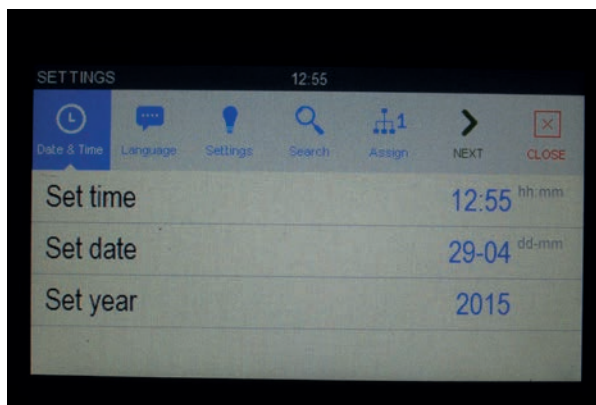 SETTINGS 12:55
Date & Time Language Settings Search Assign 1 NEXT CLOSE
Set time 12:55 hh:mm
Set date 29-04 dd-mm
Set year 2015